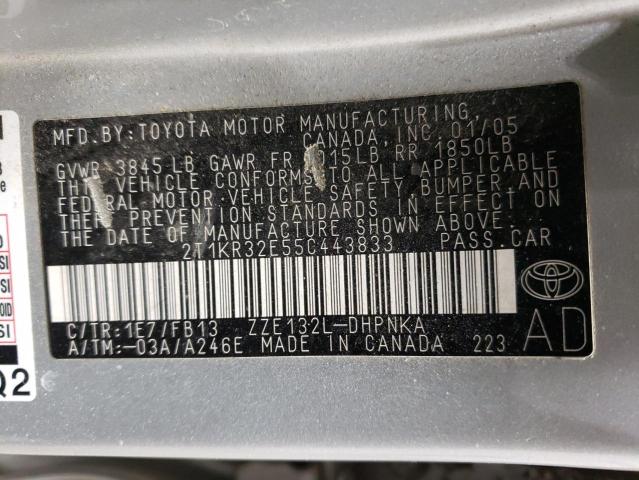 MFD. BY: TOYOTA MOTOR MANUFACTURING,
CANADA, INC. 01/05
GVWR 3845 LB GAWR FR 015LB RR 1850LB
THIS VEHICLE CONFORMS TO ALL APPLICABLE
FEDERAL MOTOR VEHICLE SAFETY, BUMPER, AND
THEFT PREVENTION STANDARDS IN EFFECT ON
THE DATE OF MANUFACTURE SHOWN ABOVE.
2T1KR32E55C443833 PASS. CAR
C/TR: 1E7/FB13 ZZE132L-DHPNKA
A/TM: -03A/A246E MADE IN CANADA 223
AD
TOYOTA
Q2